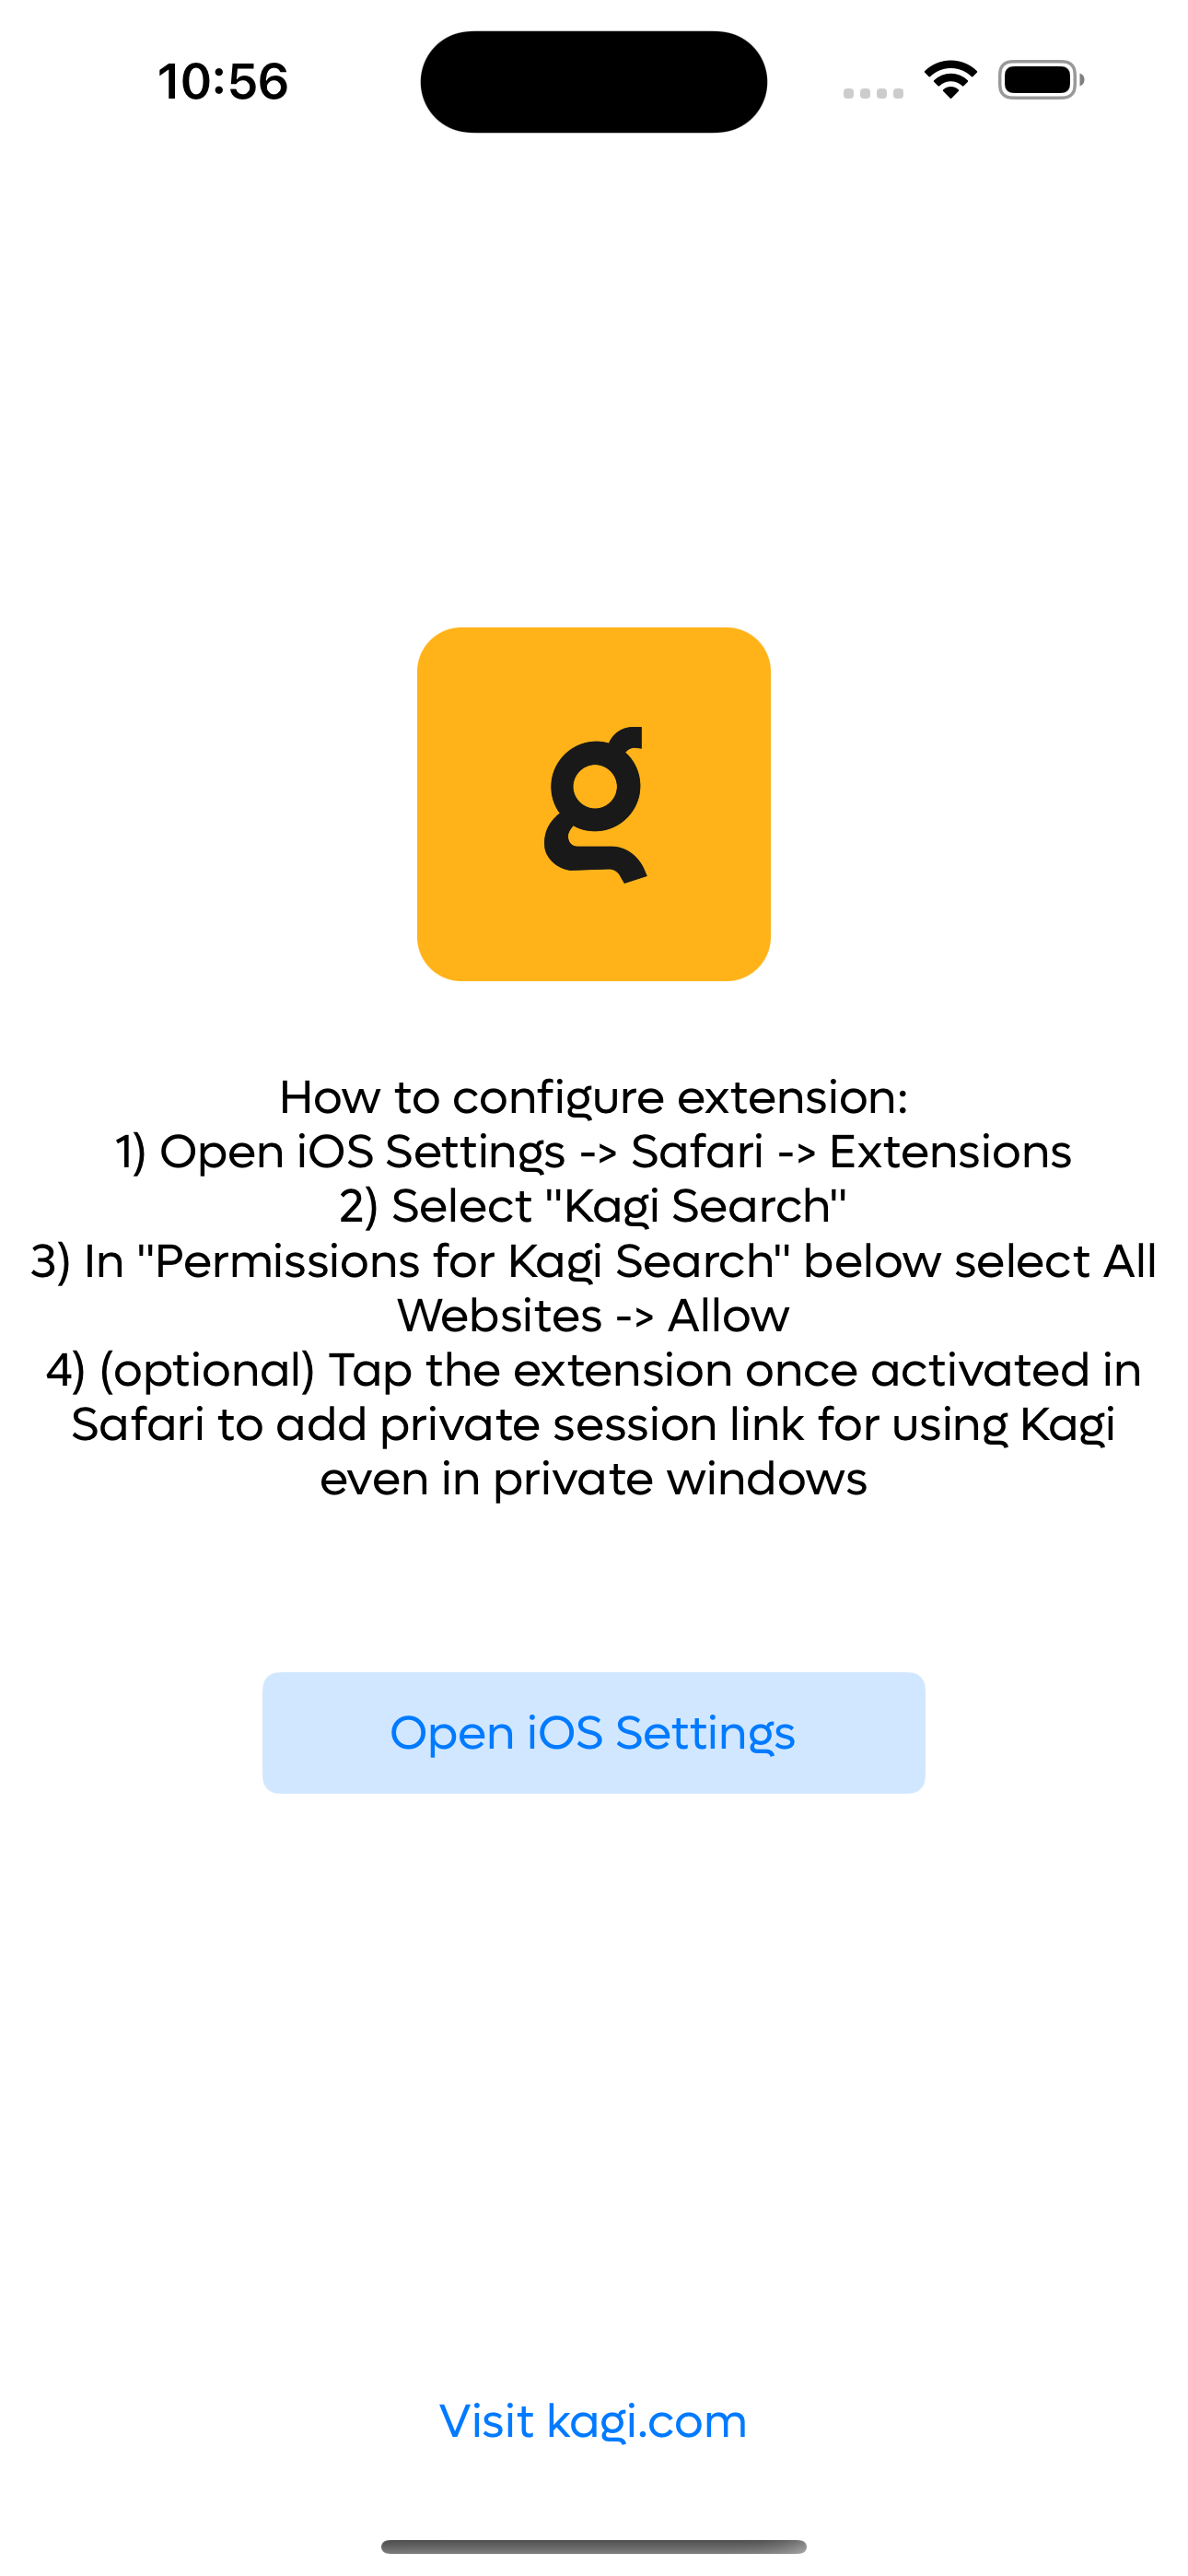 10:56
g
How to configure extension:
1) Open iOS Settings -> Safari -> Extensions
2) Select "Kagi Search"
3) In "Permissions for Kagi Search" below select All
Websites -> Allow
4) (optional) Tap the extension once activated in
Safari to add private session link for using Kagi
even in private windows
Open iOS Settings
Visit kagi.com